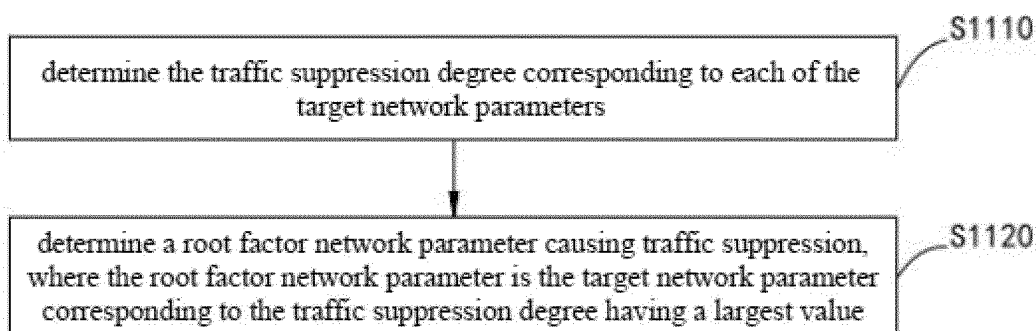 S1110
determine the traffic suppression degree corresponding to each of the
target network parameters
S1120
determine a root factor network parameter causing traffic suppression,
where the root factor network parameter is the target network parameter
corresponding to the traffic suppression degree having a largest value